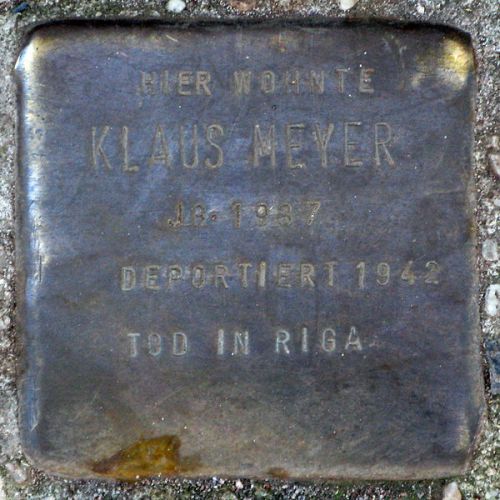 HIER WOHNTE
KLAUS MEYER
JG. 1937
DEPORTIERT 1942
TOD IN RIGA